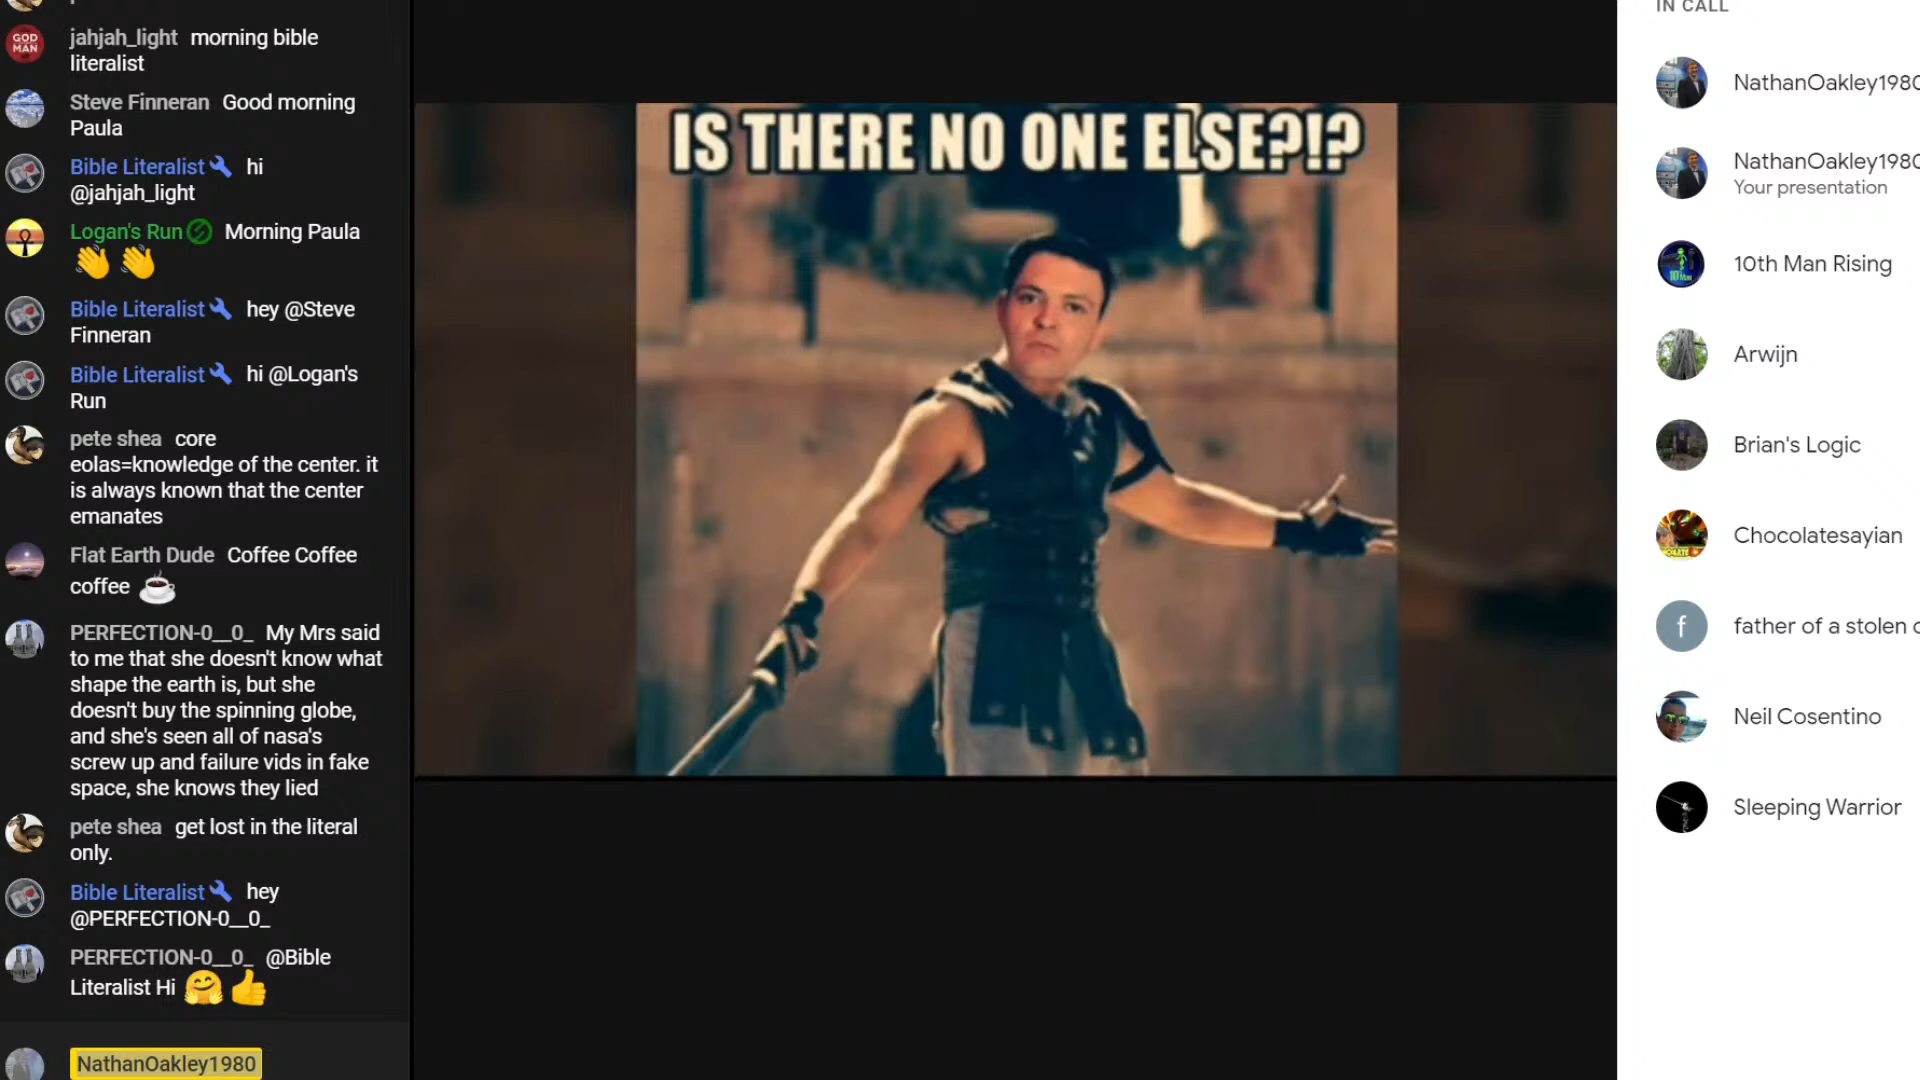 jahjah_light morning bible
literalist
Steve Finneran Good morning
Paula
Bible Literalist hi
@jahjah_light
Logan's Run Morning Paula
Bible Literalist hey @Steve
Finneran
Bible Literalist hi @Logan's
Run
pete shea core
eolas=knowledge of the center. it
is always known that the center
emanates
Flat Earth Dude Coffee Coffee
coffee
PERFECTION-0__0_ My Mrs said
to me that she doesn't know what
shape the earth is, but she
doesn't buy the spinning globe,
and she's seen all of nasa's
screw up and failure vids in fake
space, she knows they lied
pete shea get lost in the literal
only.
Bible Literalist hey
@PERFECTION-0__0_
PERFECTION-0__0_ @Bible
Literalist Hi
NathanOakley1980
GOD
MAN
IS THERE NO ONE ELSE?!?
IN CALL
NathanOakley198
NathanOakley198
Your presentation
10th Man Rising
Arwijn
Brian's Logic
Chocolatesayian
f father of a stolen
Neil Cosentino
Sleeping Warrior